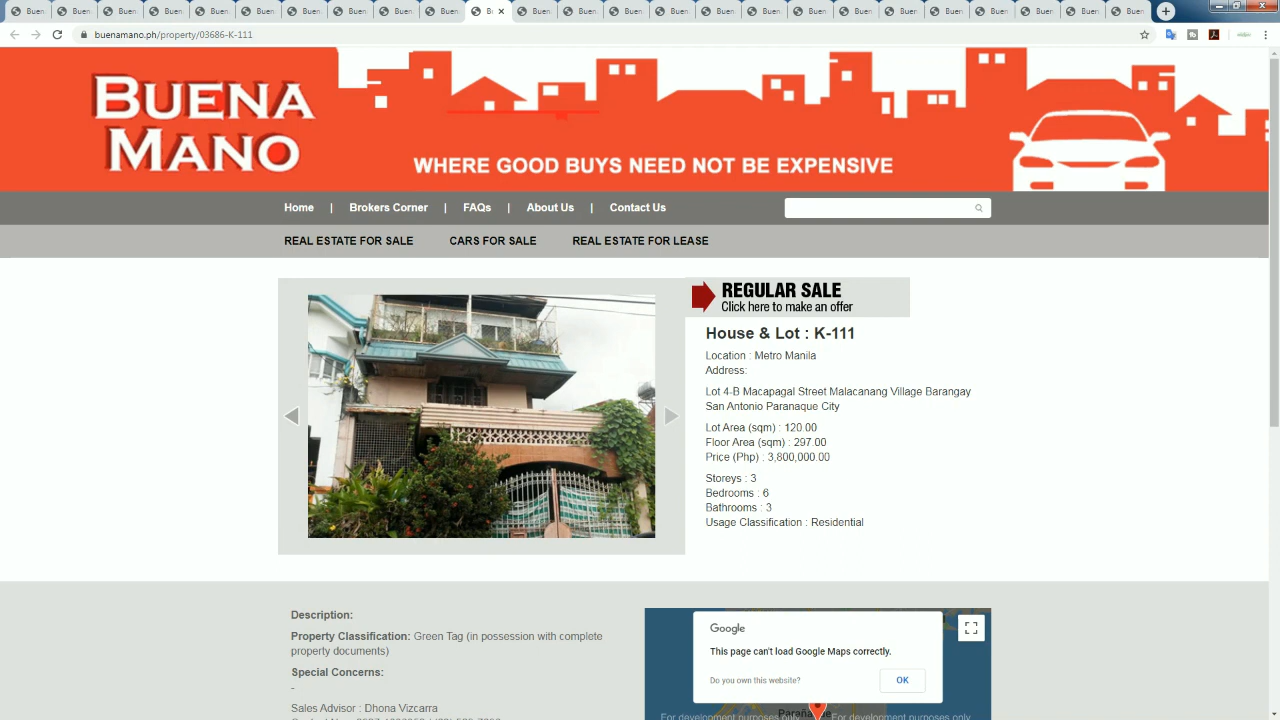 Buen
buenamano.ph/property/03686-K-111
BUENA
MANO
WHERE GOOD BUYS NEED NOT BE EXPENSIVE
Home | Brokers Corner | FAQs | About Us | Contact Us
REAL ESTATE FOR SALE CARS FOR SALE REAL ESTATE FOR LEASE
REGULAR SALE
Click here to make an offer
House & Lot : K-111
Location : Metro Manila
Address:
Lot 4-B Macapagal Street Malacanang Village Barangay
San Antonio Paranaque City
Lot Area (sqm) : 120.00
Floor Area (sqm) : 297.00
Price (Php) : 3,800,000.00
Storeys : 3
Bedrooms : 6
Bathrooms : 3
Usage Classification : Residential
Description:
Property Classification: Green Tag (in possession with complete
property documents)
Special Concerns:
-
Sales Advisor : Dhona Vizcarra
Google
This page can't load Google Maps correctly.
Do you own this website? OK
For development purposes only For development purposes only